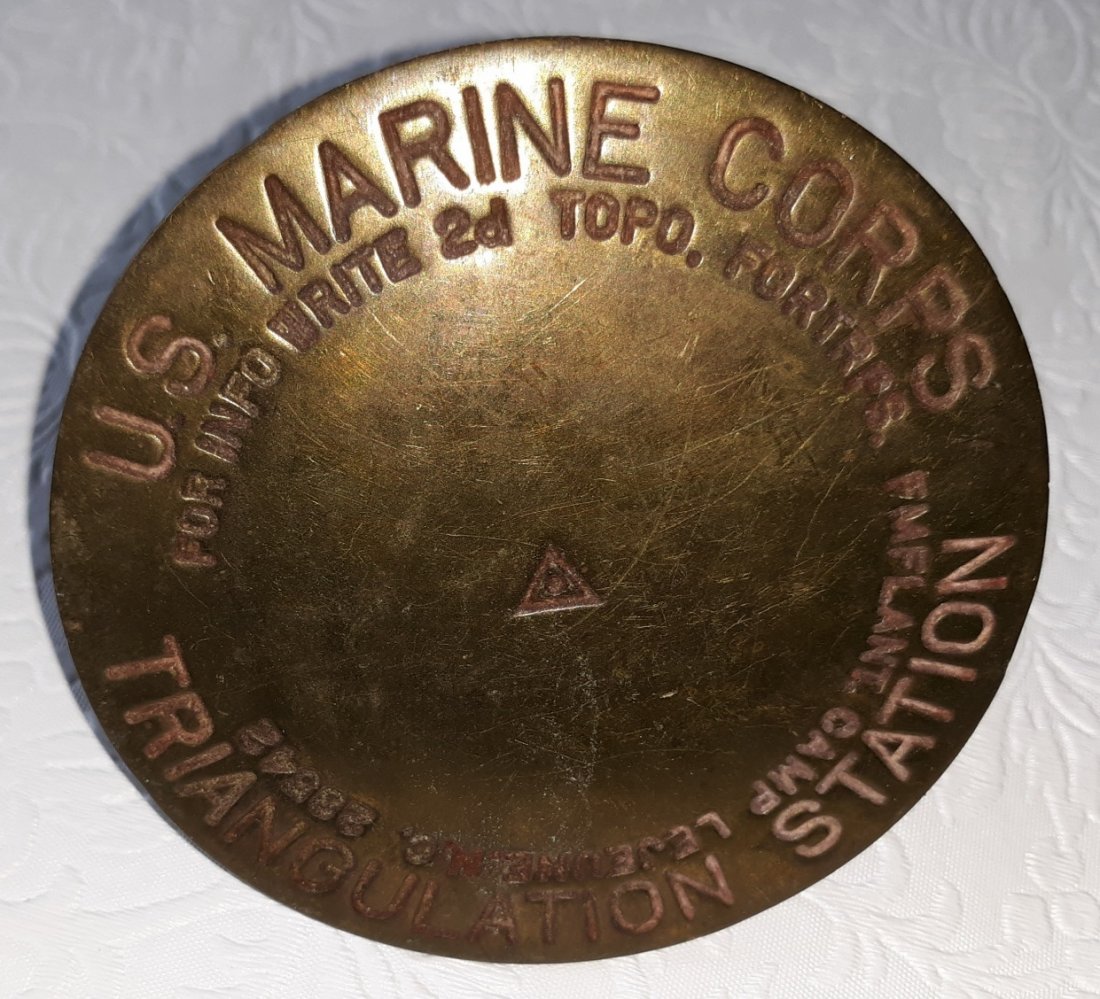 U.S. MARINE CORPS
TRIANGULATION STATION
FOR INFO WRITE 2d TOPO. FORTRPS. FMFLANT CAMP LEJEUNE N.C. 28542